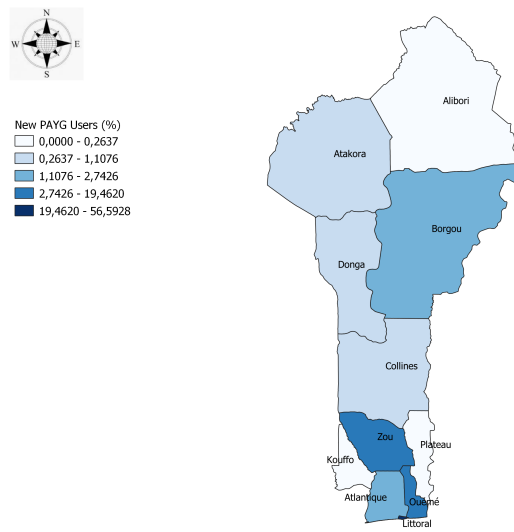 N
W
E
S
New PAYG Users (%)
0,0000 - 0,2637
0,2637 - 1,1076
1,1076 - 2,7426
2,7426 - 19,4620
19,4620 - 56,5928
Alibori
Atakora
Borgou
Donga
Collines
Zou
Plateau
Kouffo
Atlantique
Ouémé
Littoral